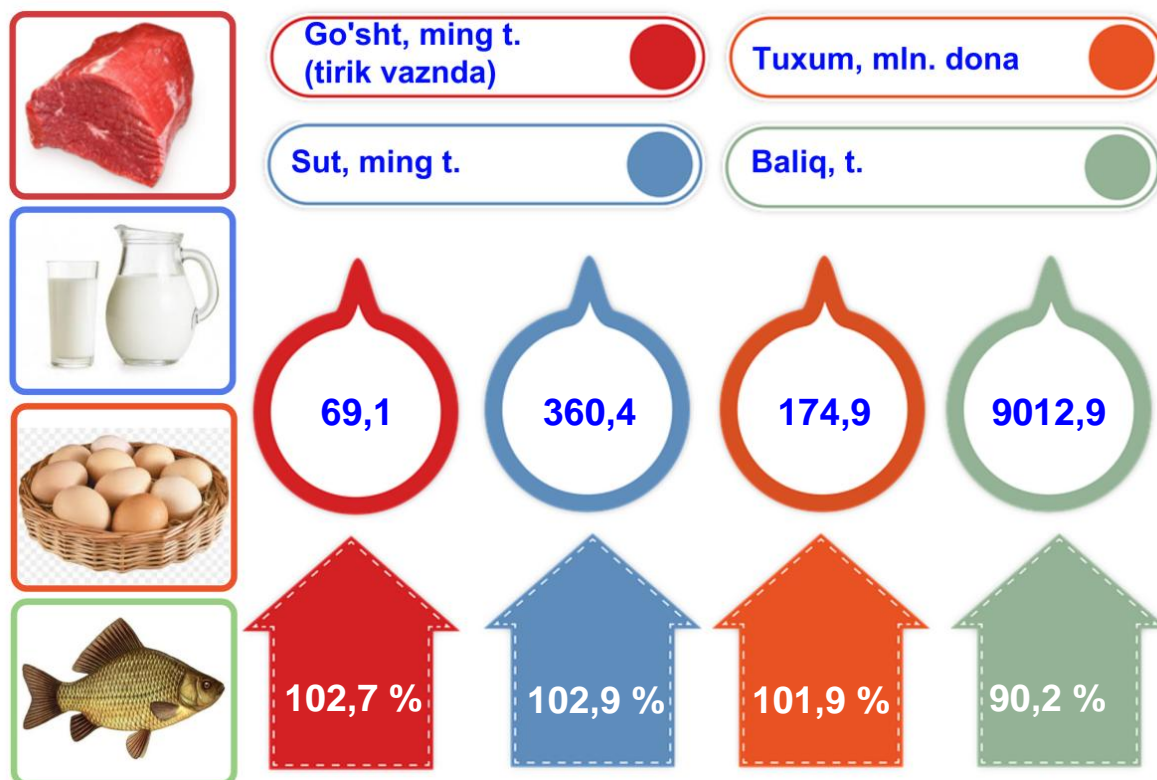 Go'sht, ming t.
(tirik vaznda)
Tuxum, mln. dona
Sut, ming t.
Baliq, t.
69,1
360,4
174,9
9012,9
102,7 %
102,9 %
101,9 %
90,2 %